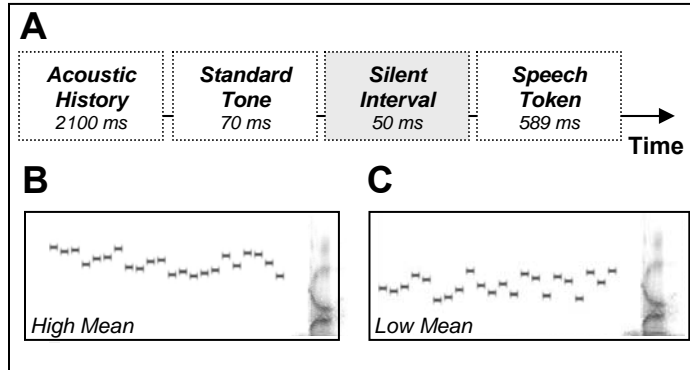 A
Acoustic
History
2100 ms
Standard
Tone
70 ms
Silent
Interval
50 ms
Speech
Token
589 ms
Time
B
High Mean
C
Low Mean